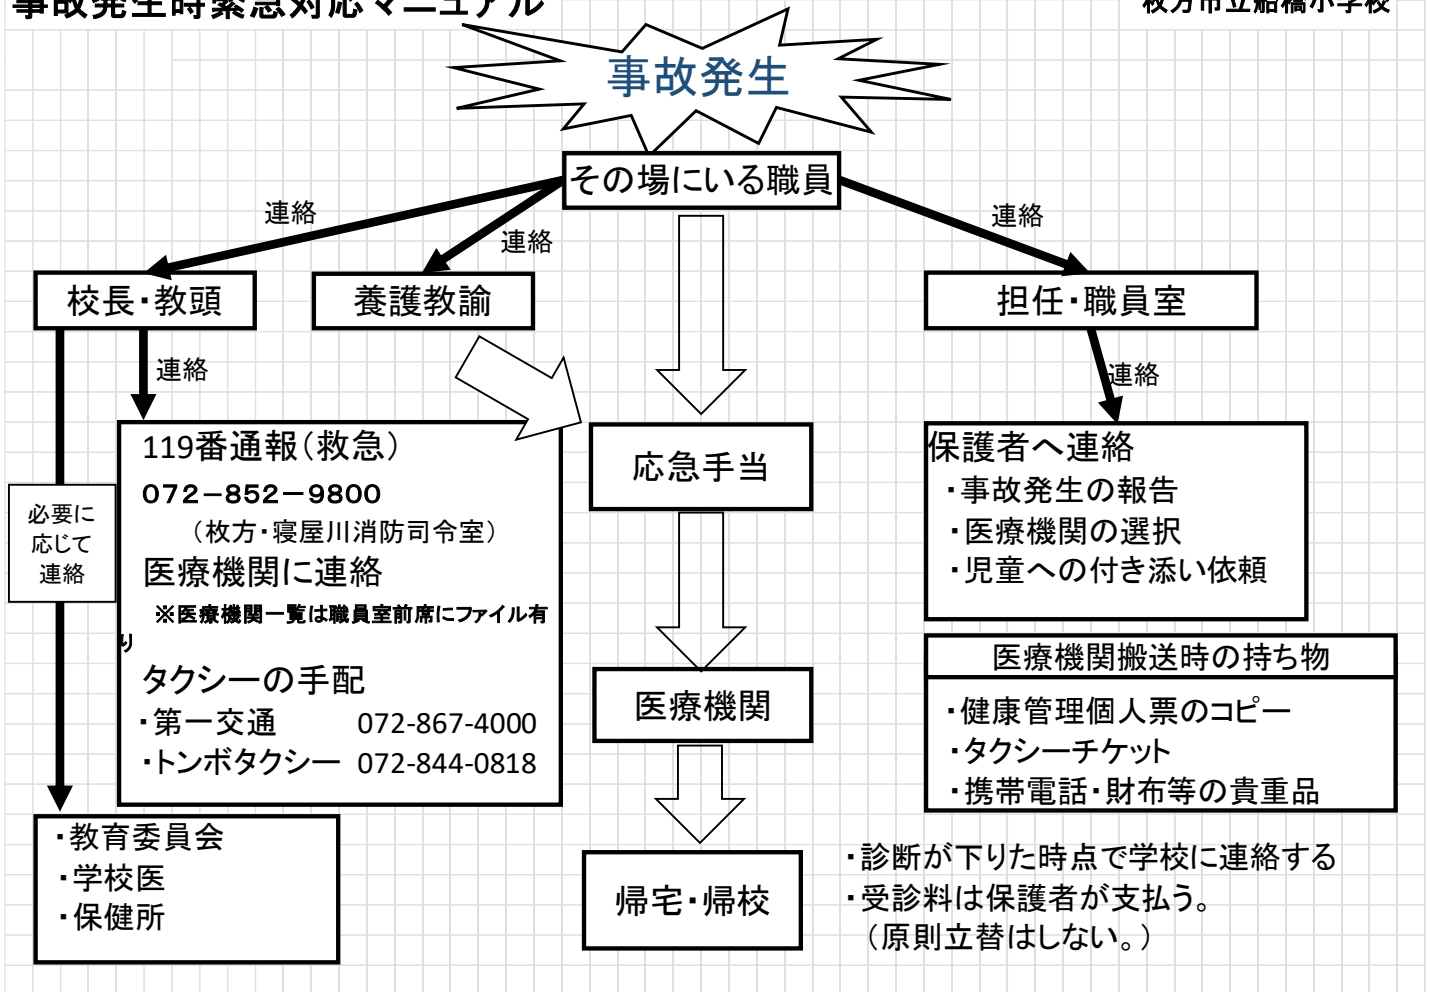 事故発生時緊急対応マニュアル
枚方市立船橋小学校
事故発生
その場にいる職員
連絡
連絡
連絡
校長・教頭
養護教諭
担任・職員室
連絡
連絡
119番通報(救急)
072-852-9800
(枚方・寝屋川消防司令室)
医療機関に連絡
※医療機関一覧は職員室前席にファイル有
り
タクシーの手配
・第一交通 072-867-4000
・トンボタクシー 072-844-0818
必要に
応じて
連絡
・教育委員会
・学校医
・保健所
応急手当
医療機関
帰宅・帰校
保護者へ連絡
・事故発生の報告
・医療機関の選択
・児童への付き添い依頼
医療機関搬送時の持ち物
・健康管理個人票のコピー
・タクシーチケット
・携帯電話・財布等の貴重品
・診断が下りた時点で学校に連絡する
・受診料は保護者が支払う。
(原則立替はしない。)